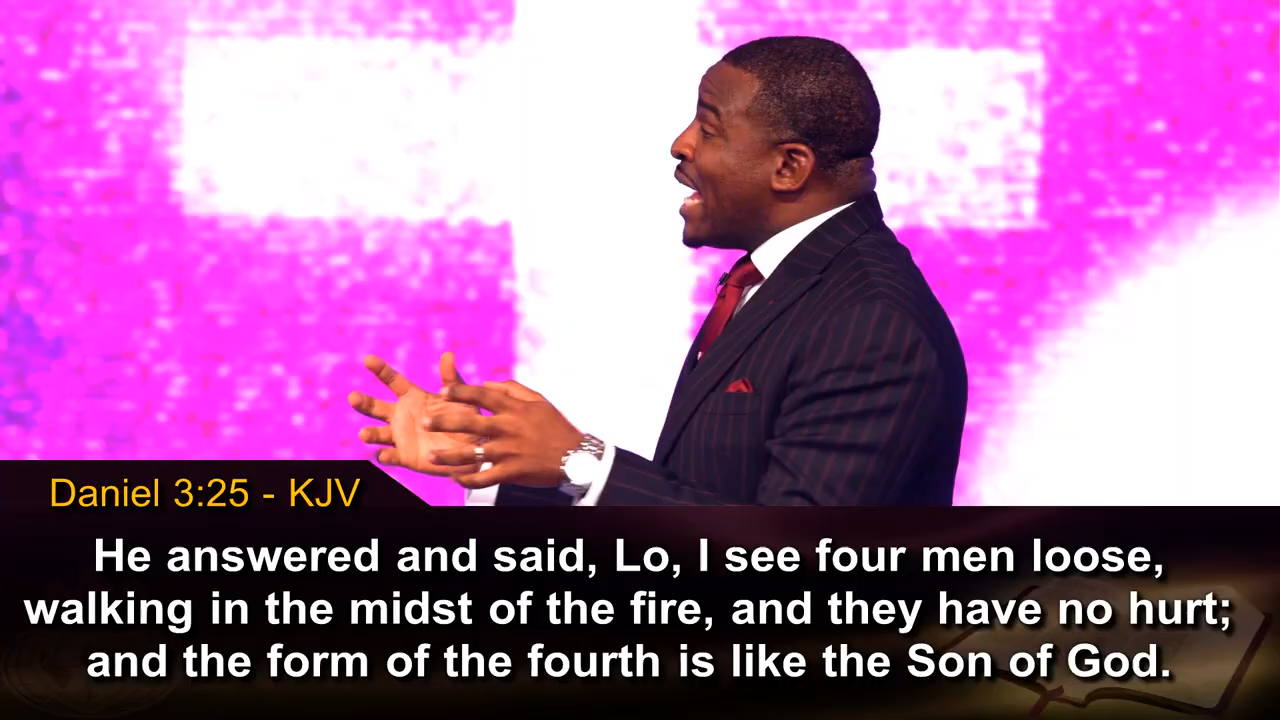 Daniel 3:25 - KJV
He answered and said, Lo, I see four men loose,
walking in the midst of the fire, and they have no hurt;
and the form of the fourth is like the Son of God.